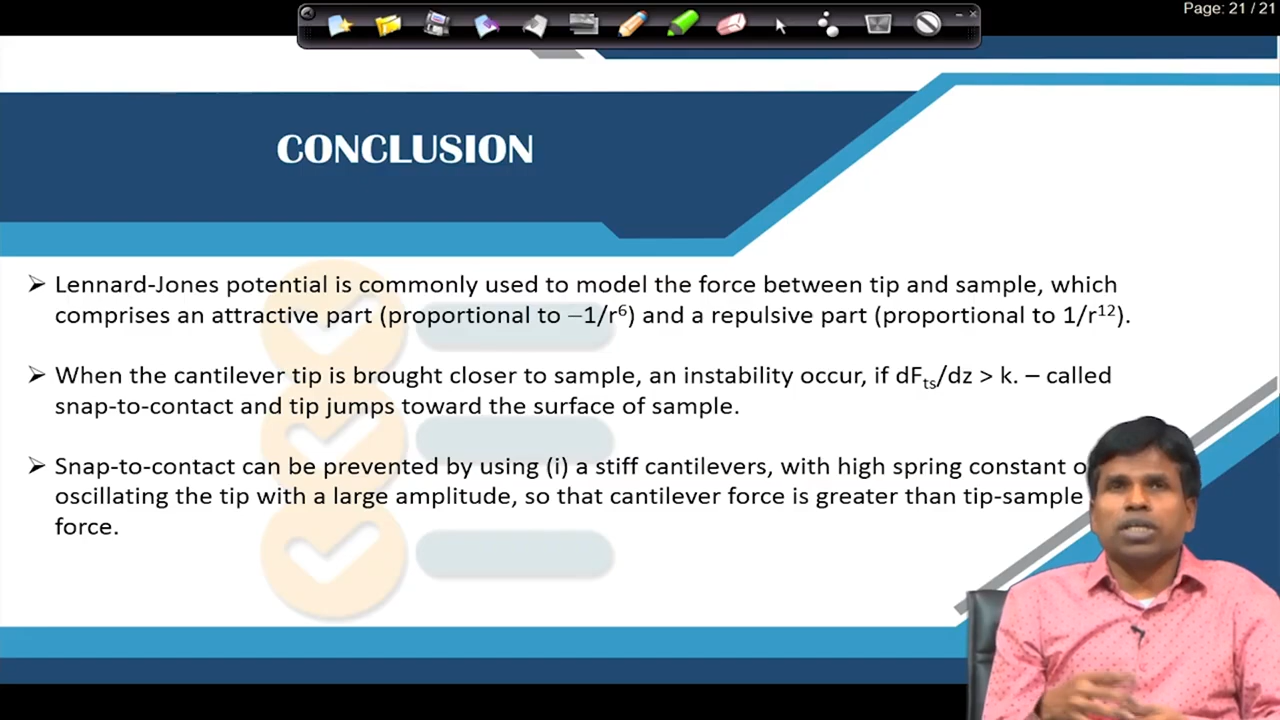 Page: 21 / 21
CONCLUSION
➢ Lennard-Jones potential is commonly used to model the force between tip and sample, which
comprises an attractive part (proportional to −1/r⁶) and a repulsive part (proportional to 1/r¹²).
➢ When the cantilever tip is brought closer to sample, an instability occur, if dFₜₛ/dz > k. – called
snap-to-contact and tip jumps toward the surface of sample.
➢ Snap-to-contact can be prevented by using (i) a stiff cantilevers, with high spring constant
oscillating the tip with a large amplitude, so that cantilever force is greater than tip-sample
force.